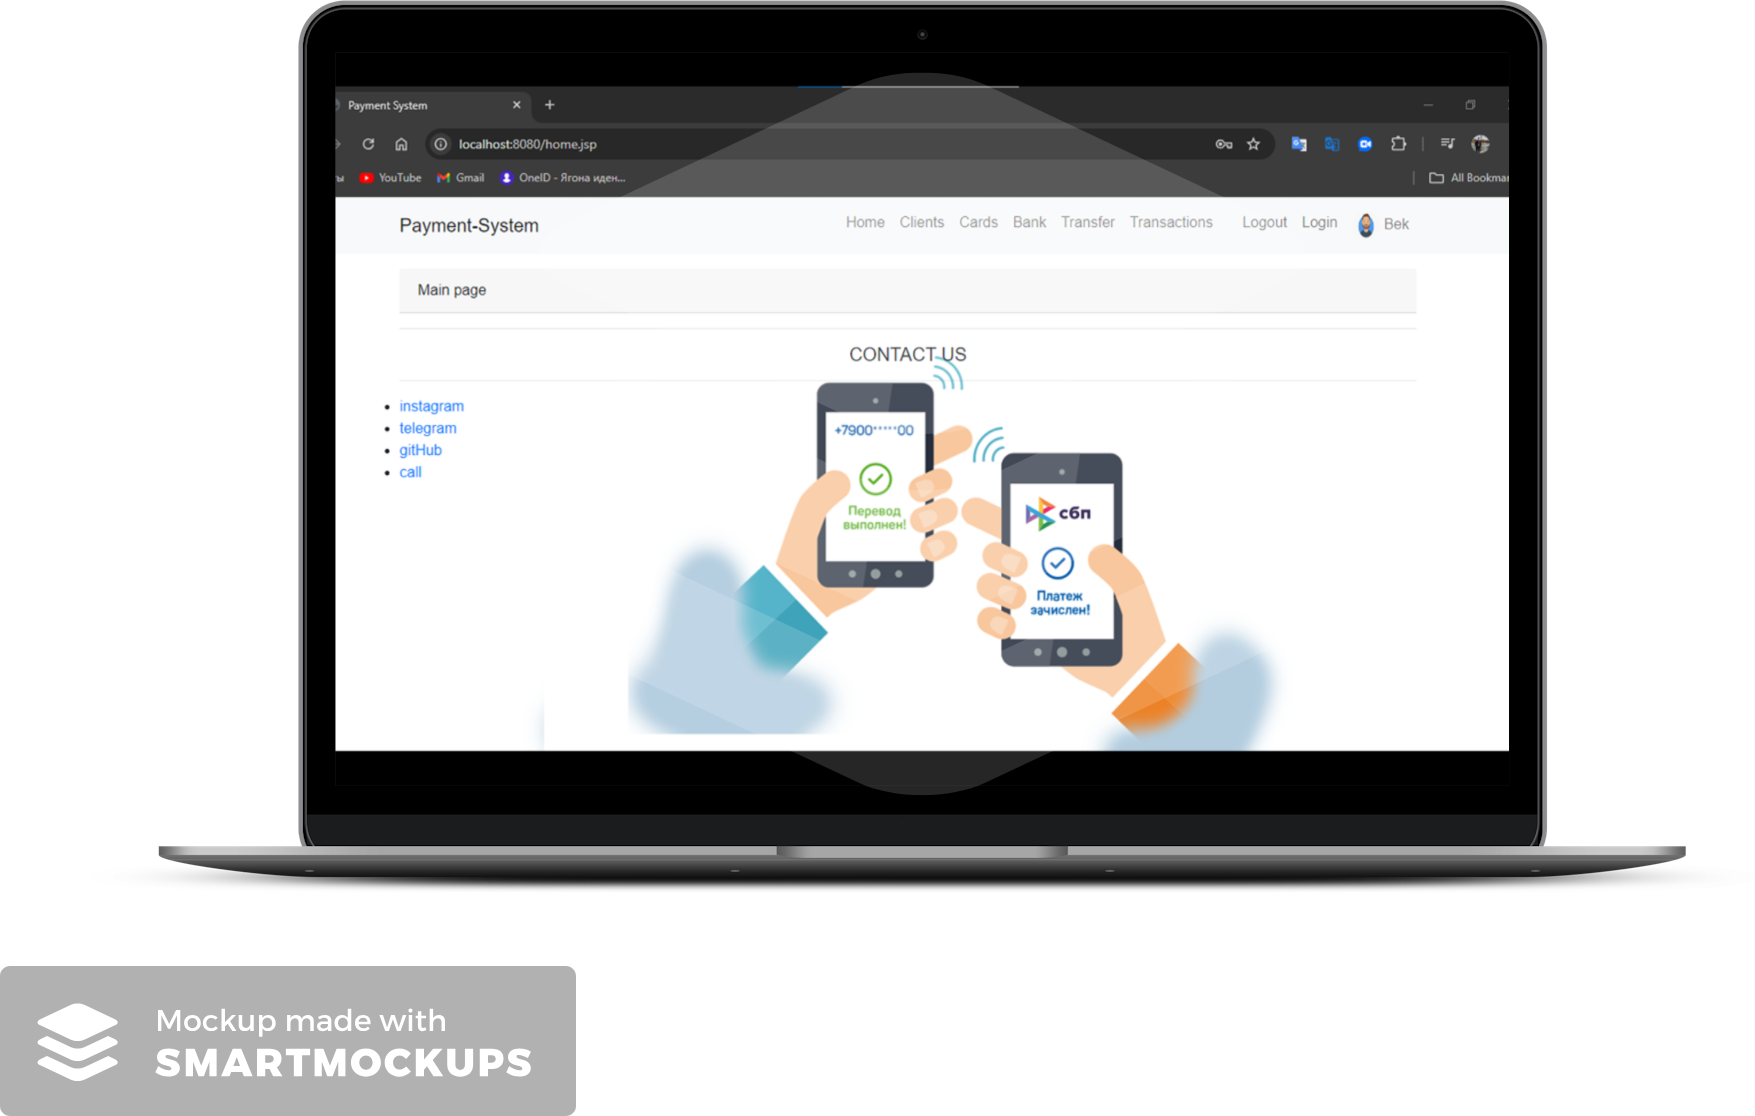 Payment System
localhost:8080/home.jsp
YouTube Gmail OneID - Ягона иден... All Bookmar
Payment-System Home Clients Cards Bank Transfer Transactions Logout Login Bek
Main page
CONTACT US
instagram
telegram
gitHub
call
+7900*****00
Перевод
выполнен!
сбп
Платеж
зачислен!
Mockup made with
SMARTMOCKUPS